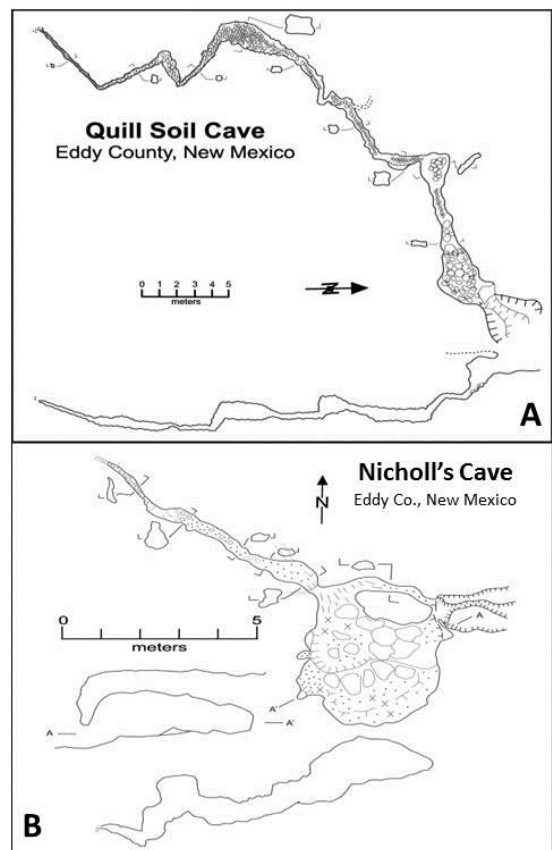 Quill Soil Cave
Eddy County, New Mexico
0 1 2 3 4 5
meters
N
A
Nicholl's Cave
Eddy Co., New Mexico
N
0 5
meters
A
A'
A A'
B